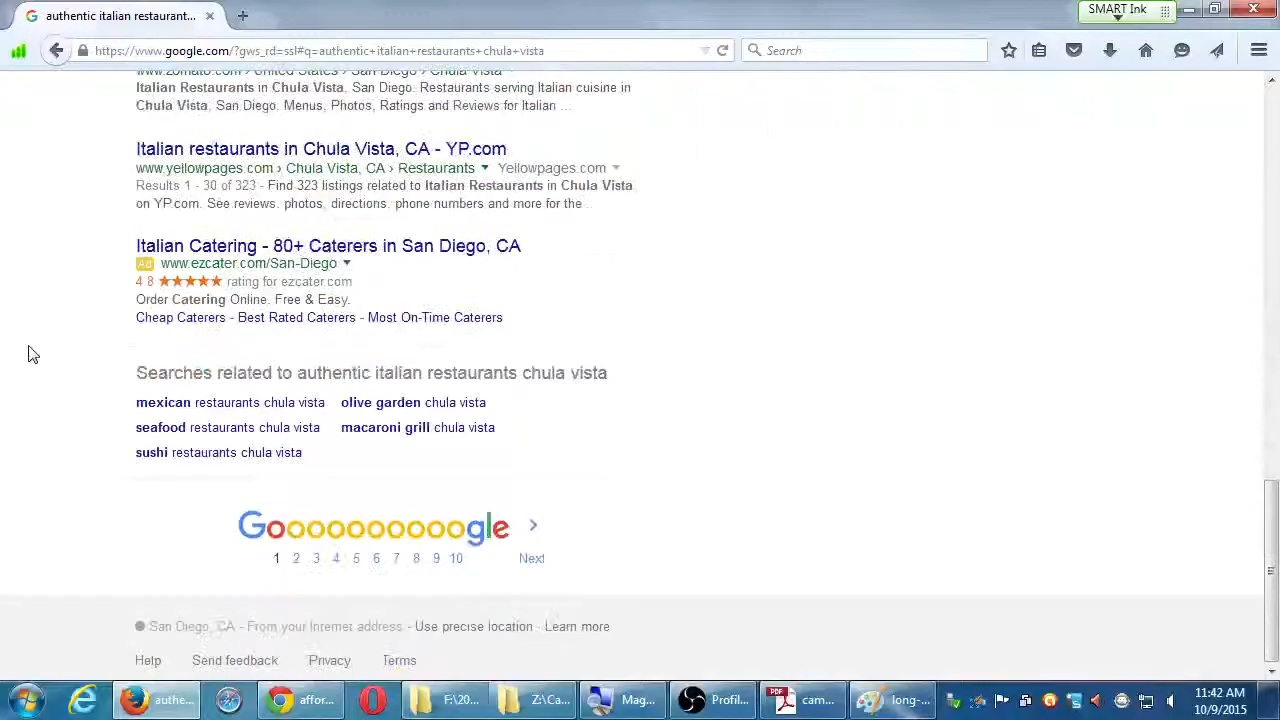 authentic italian restaurant...
SMART Ink
https://www.google.com/?gws_rd=ssl#q=authentic+italian+restaurants+chula+vista
Search
www.zomato.com › United States › San Diego › Chula Vista
Italian Restaurants in Chula Vista, San Diego. Restaurants serving Italian cuisine in
Chula Vista, San Diego. Menus, Photos, Ratings and Reviews for Italian ...
Italian restaurants in Chula Vista, CA - YP.com
www.yellowpages.com › Chula Vista, CA › Restaurants Yellowpages.com
Results 1 - 30 of 323 - Find 323 listings related to Italian Restaurants in Chula Vista
on YP.com. See reviews, photos, directions, phone numbers and more for the ...
Italian Catering - 80+ Caterers in San Diego, CA
Ad www.ezcater.com/San-Diego
4.8 ★★★★★ rating for ezcater.com
Order Catering Online. Free & Easy.
Cheap Caterers - Best Rated Caterers - Most On-Time Caterers
Searches related to authentic italian restaurants chula vista
mexican restaurants chula vista olive garden chula vista
seafood restaurants chula vista macaroni grill chula vista
sushi restaurants chula vista
Goooooooooogle
1 2 3 4 5 6 7 8 9 10 Next
San Diego, CA - From your Internet address - Use precise location - Learn more
Help Send feedback Privacy Terms
authe... affor... F:\20... Z:\Ca... Mag... Profil... PDF cam... long-...
11:42 AM
10/9/2015